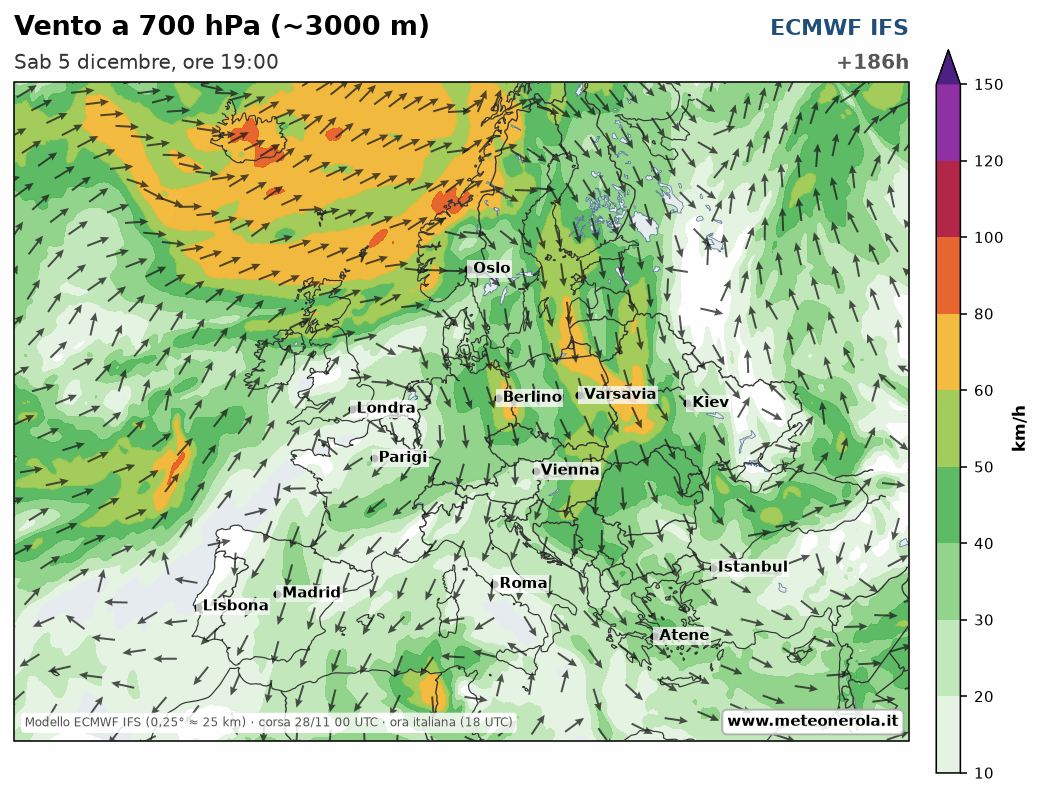 Vento a 700 hPa (~3000 m)
ECMWF IFS
Sab 5 dicembre, ore 19:00
+186h
150
120
100
80
60
50
40
30
20
10
km/h
Oslo
Berlino
Varsavia
Kiev
Londra
Parigi
Vienna
Istanbul
Roma
Madrid
Lisbona
Atene
Modello ECMWF IFS (0,25° ≈ 25 km) · corsa 28/11 00 UTC · ora italiana (18 UTC)
www.meteonerola.it